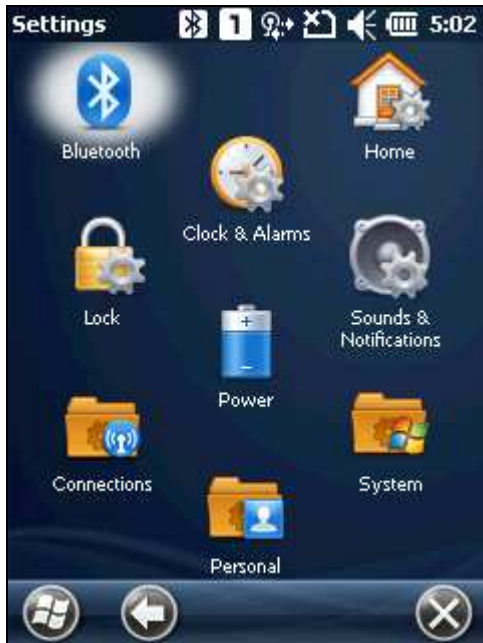 Settings 1 5:02
Bluetooth
Home
Clock & Alarms
Lock
Sounds &
Notifications
Power
Connections
System
Personal